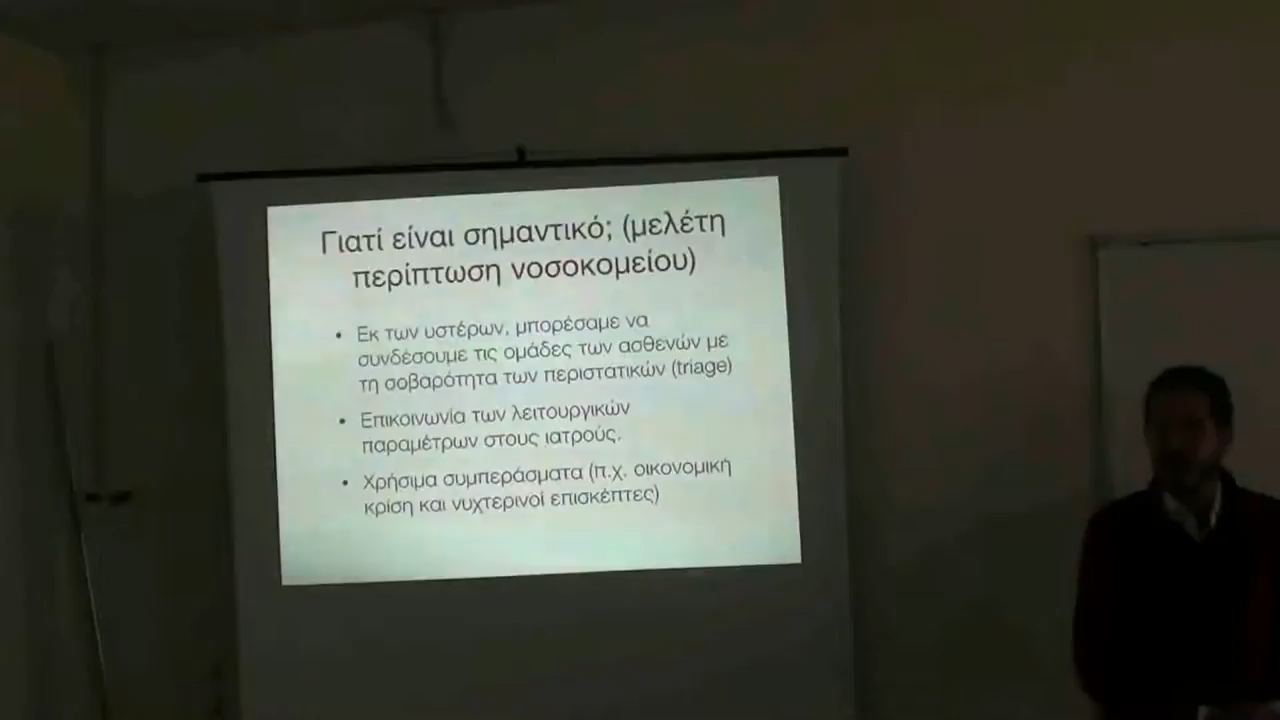 Γιατί είναι σημαντικό; (μελέτη
περίπτωση νοσοκομείου)
• Εκ των υστέρων, μπορέσαμε να
συνδέσουμε τις ομάδες των ασθενών με
τη σοβαρότητα των περιστατικών (triage)
• Επικοινωνία των λειτουργικών
παραμέτρων στους ιατρούς.
• Χρήσιμα συμπεράσματα (π.χ. οικονομική
κρίση και νυχτερινοί επισκέπτες)